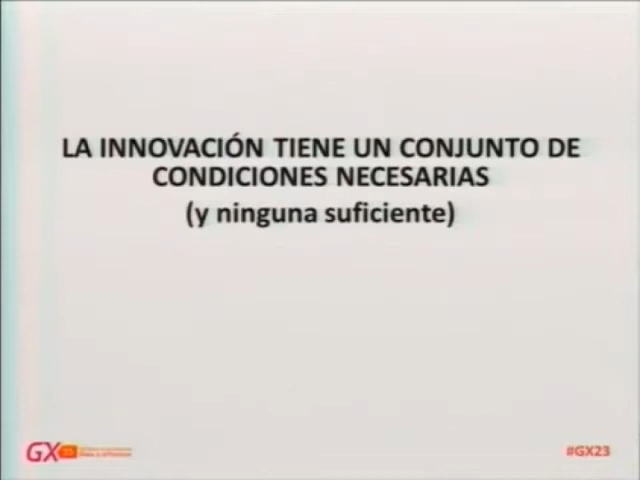 LA INNOVACIÓN TIENE UN CONJUNTO DE
CONDICIONES NECESARIAS
(y ninguna suficiente)
GX
#GX23